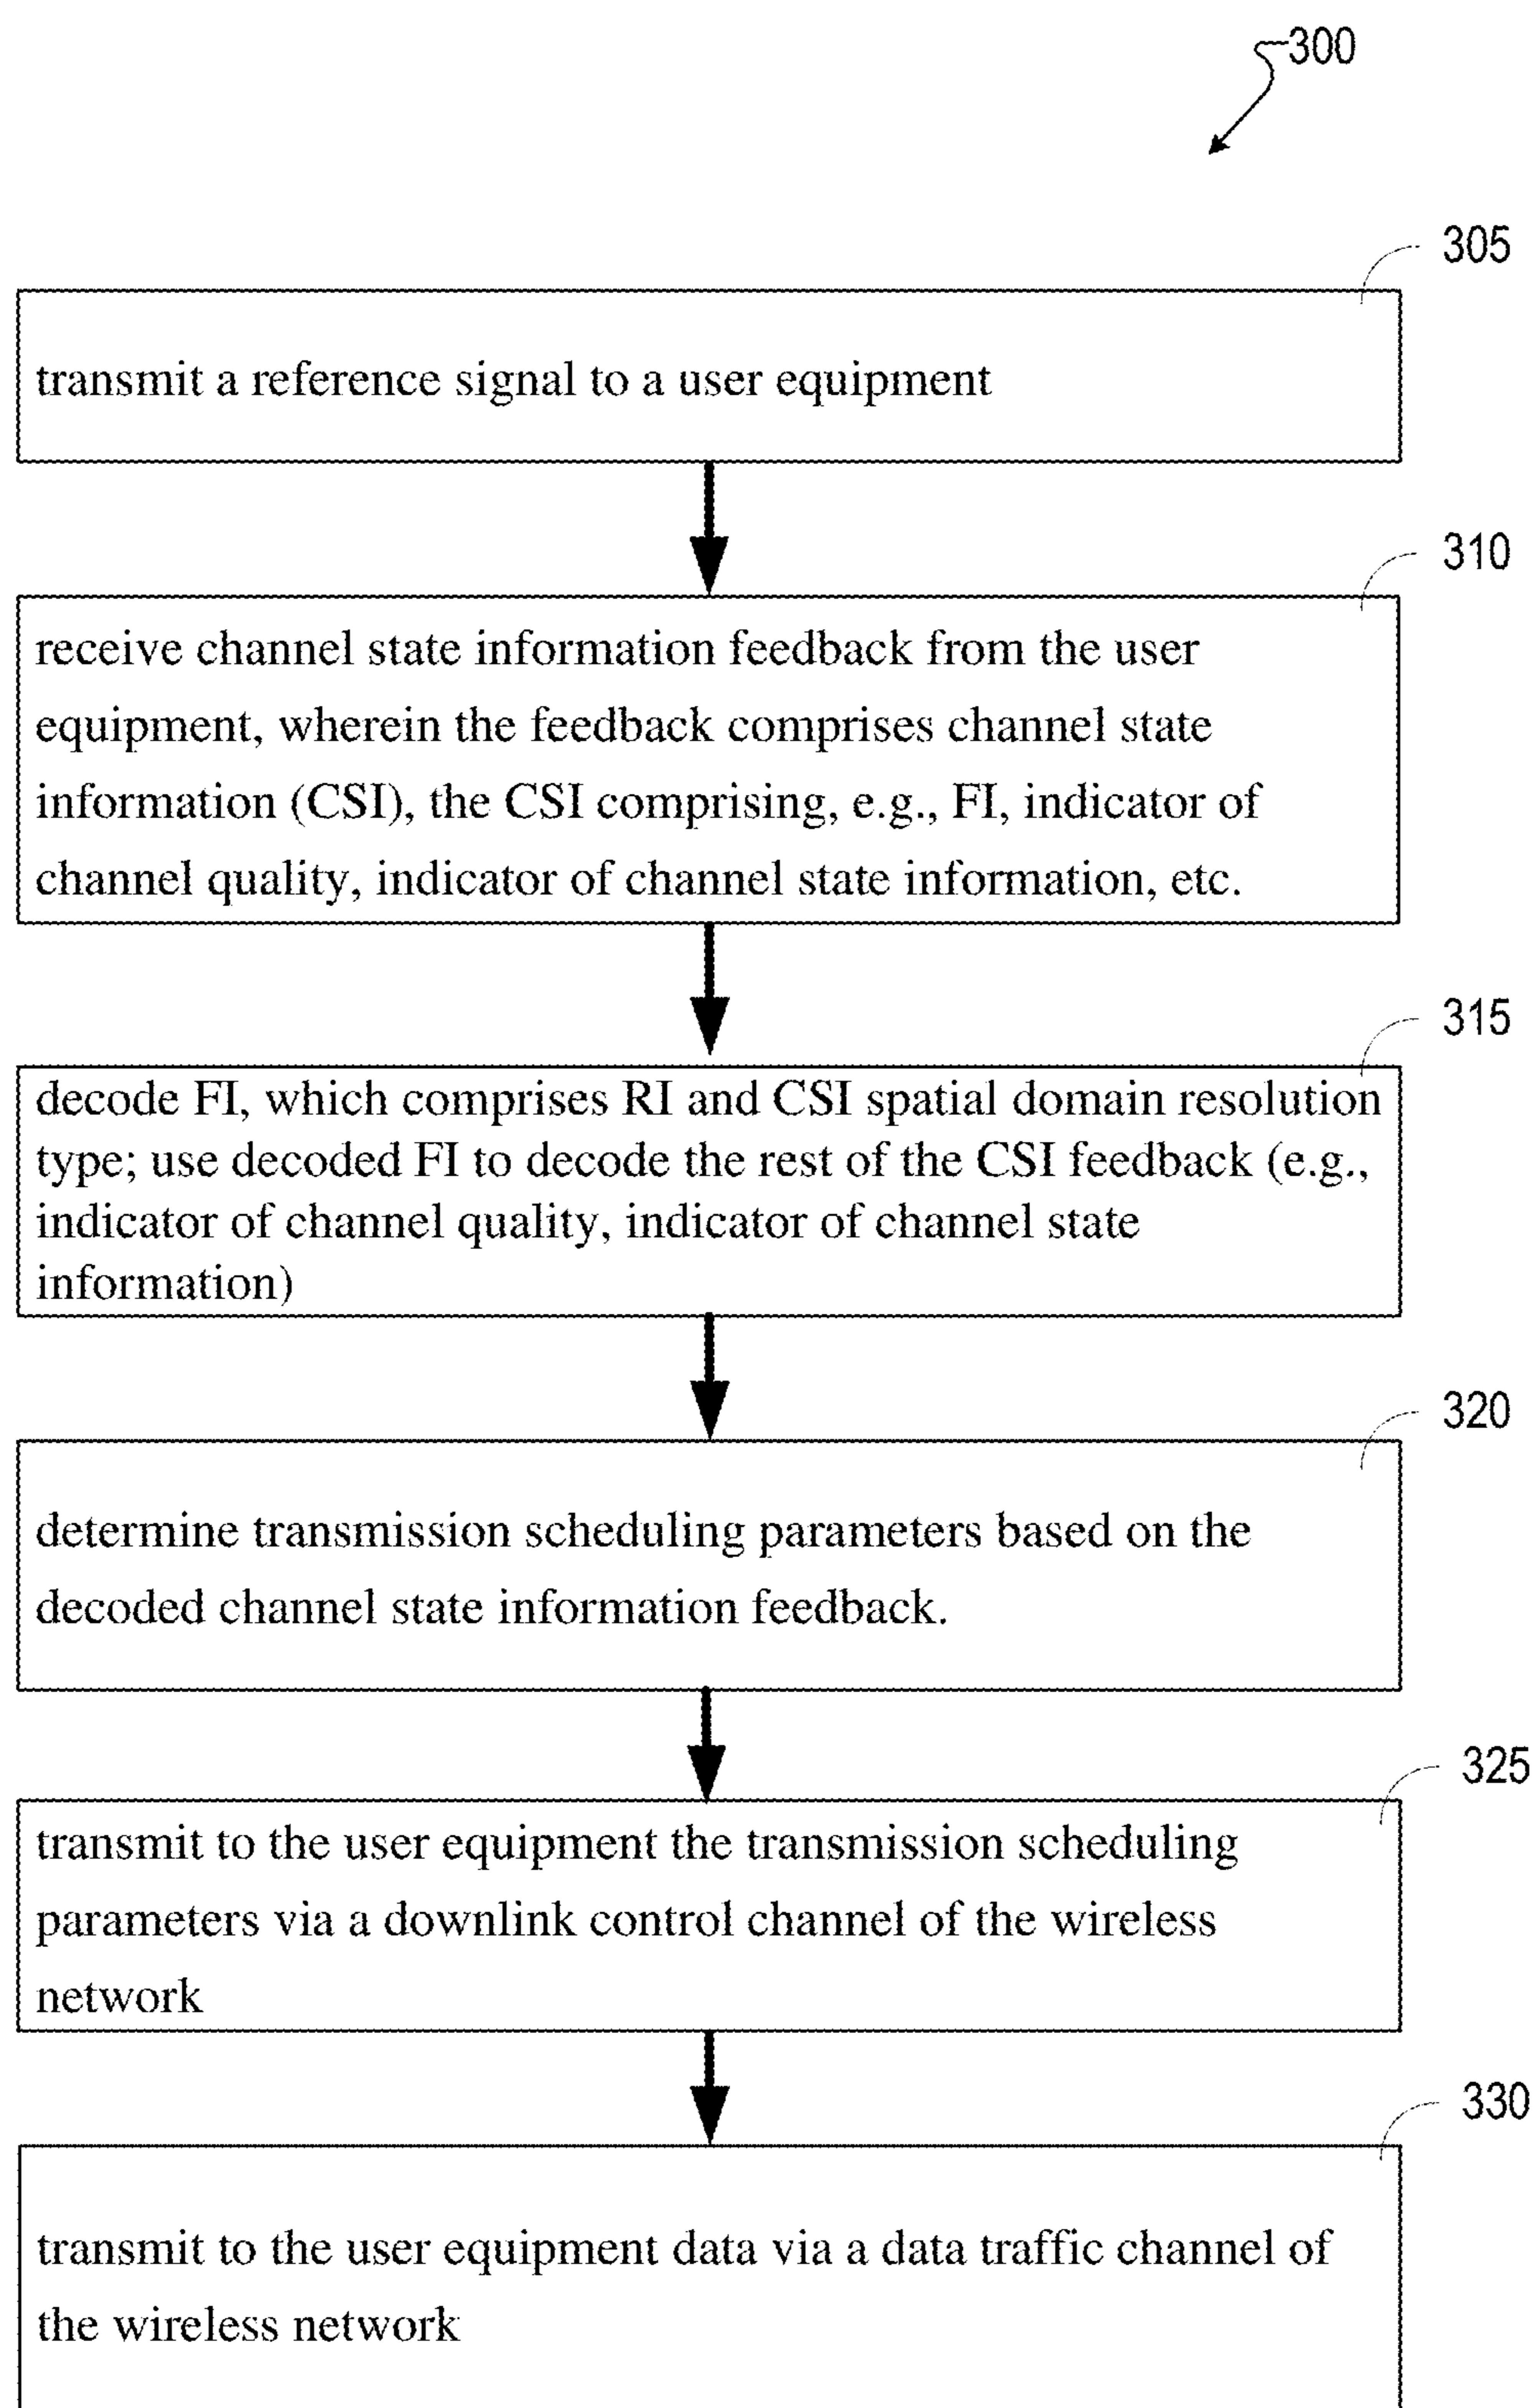 300
305
transmit a reference signal to a user equipment
310
receive channel state information feedback from the user
equipment, wherein the feedback comprises channel state
information (CSI), the CSI comprising, e.g., FI, indicator of
channel quality, indicator of channel state information, etc.
315
decode FI, which comprises RI and CSI spatial domain resolution
type; use decoded FI to decode the rest of the CSI feedback (e.g.,
indicator of channel quality, indicator of channel state
information)
320
determine transmission scheduling parameters based on the
decoded channel state information feedback.
325
transmit to the user equipment the transmission scheduling
parameters via a downlink control channel of the wireless
network
330
transmit to the user equipment data via a data traffic channel of
the wireless network